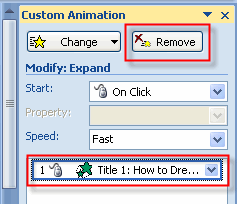 Custom Animation
Change
Remove
Modify: Expand
Start:
On Click
Property:
Speed:
Fast
1 Title 1: How to Dre...